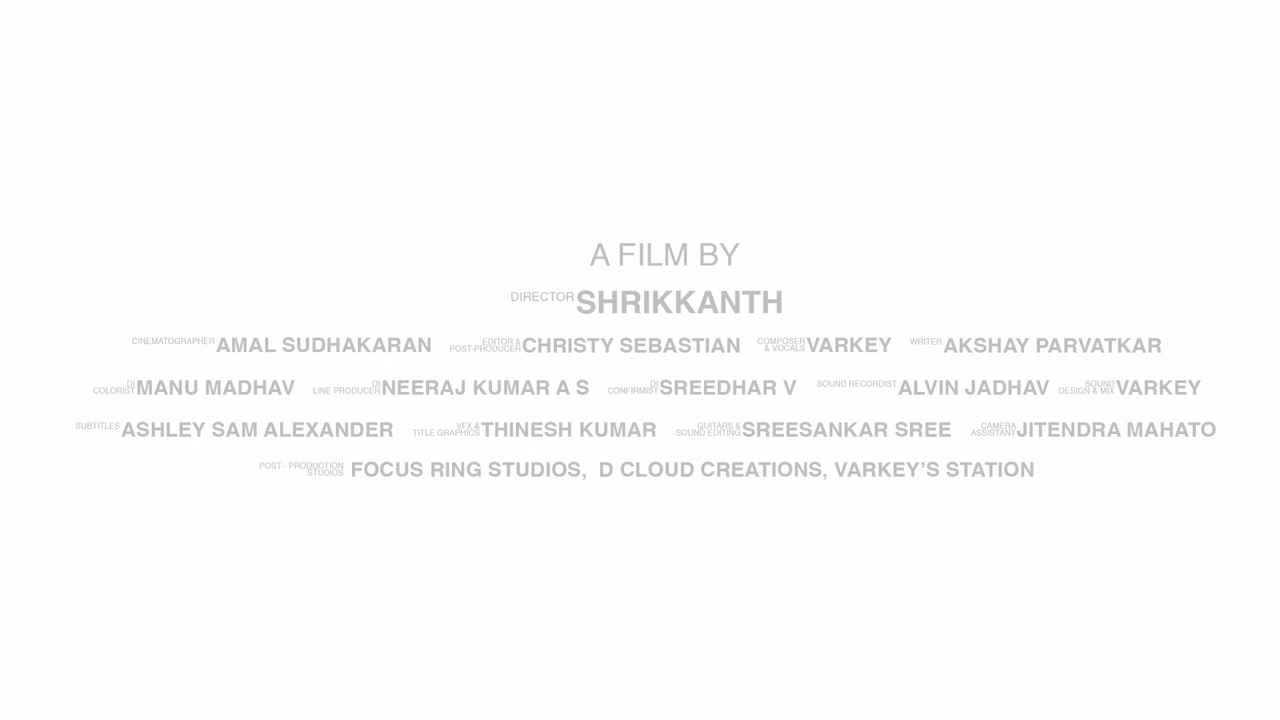 A FILM BY
DIRECTOR SHRIKKANTH
CINEMATOGRAPHER AMAL SUDHAKARAN EDITOR & POST-PRODUCER CHRISTY SEBASTIAN COMPOSER & VOCALS VARKEY WRITER AKSHAY PARVATKAR
DI COLORIST MANU MADHAV DI LINE PRODUCER NEERAJ KUMAR A S DI CONFIRMIST SREEDHAR V SOUND RECORDIST ALVIN JADHAV SOUND DESIGN & MIX VARKEY
SUBTITLES ASHLEY SAM ALEXANDER VFX & TITLE GRAPHICS THINESH KUMAR GUITARS & SOUND EDITING SREESANKAR SREE CAMERA ASSISTANT JITENDRA MAHATO
POST - PRODUCTION STUDIOS FOCUS RING STUDIOS, D CLOUD CREATIONS, VARKEY'S STATION